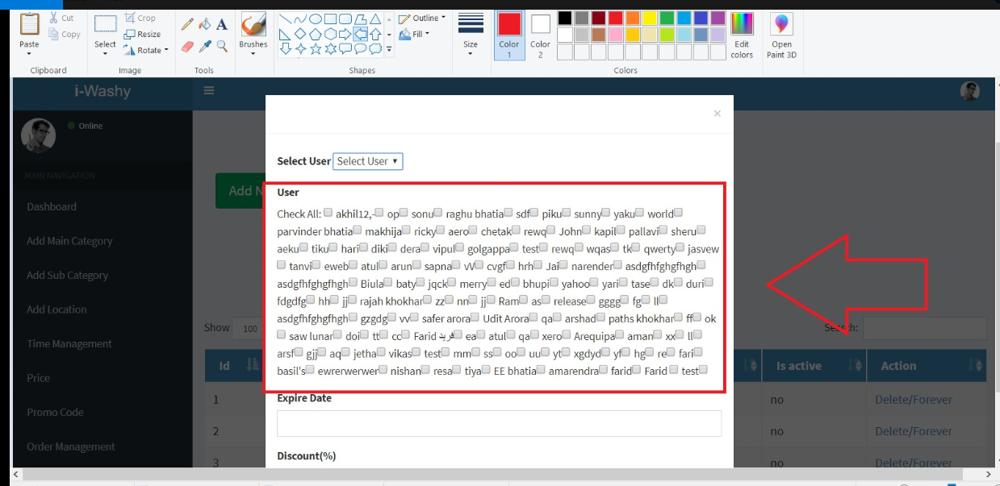 Paste
Cut
Copy
Clipboard
Select
Crop
Resize
Rotate
Image
Tools
Brushes
Outline
Fill
Shapes
Size
Color 1
Color 2
Edit colors
Colors
Open Paint 3D
i-Washy
Online
MAIN NAVIGATION
Dashboard
Add Main Category
Add Sub Category
Add Location
Time Management
Price
Promo Code
Order Management
Add N
Show 100
Search:
Select User Select User
User
Check All: akhil12,- op sonu raghu bhatia sdf piku sunny yaku world
parvinder bhatia makhija ricky aero chetak rewq John kapil pallavi sheru
aeku tiku hari diki dera vipul golgappa test rewq wqas tk qwerty jasvew
tanvi eweb atul arun sapna vV cvgf hrh Jai narender asdgfhfghgfhgh
asdgfhfghgfhgh Biula baty jqck merry ed bhupi yahoo yari tase dk duri
fdgdfg hh jj rajah khokhar zz nn jj Ram as release gggg fg ll
asdgfhfghgfhgh gzgdg vv safer arora Udit Arora qa arshad paths khokhar ff ok
saw lunar doi tt cc Farid فريد ea atul qa xero Arequipa aman xx ll
arsf gjj aq jetha vikas test mm ss oo uu yt xgdyd yf hg re fari
basil's ewrerwerwer nishan resa tiya EE bhatia amarendra farid Farid test
Expire Date
Discount(%)
Id Is active Action
1 no Delete/Forever
2 no Delete/Forever
3 no Delete/Forever